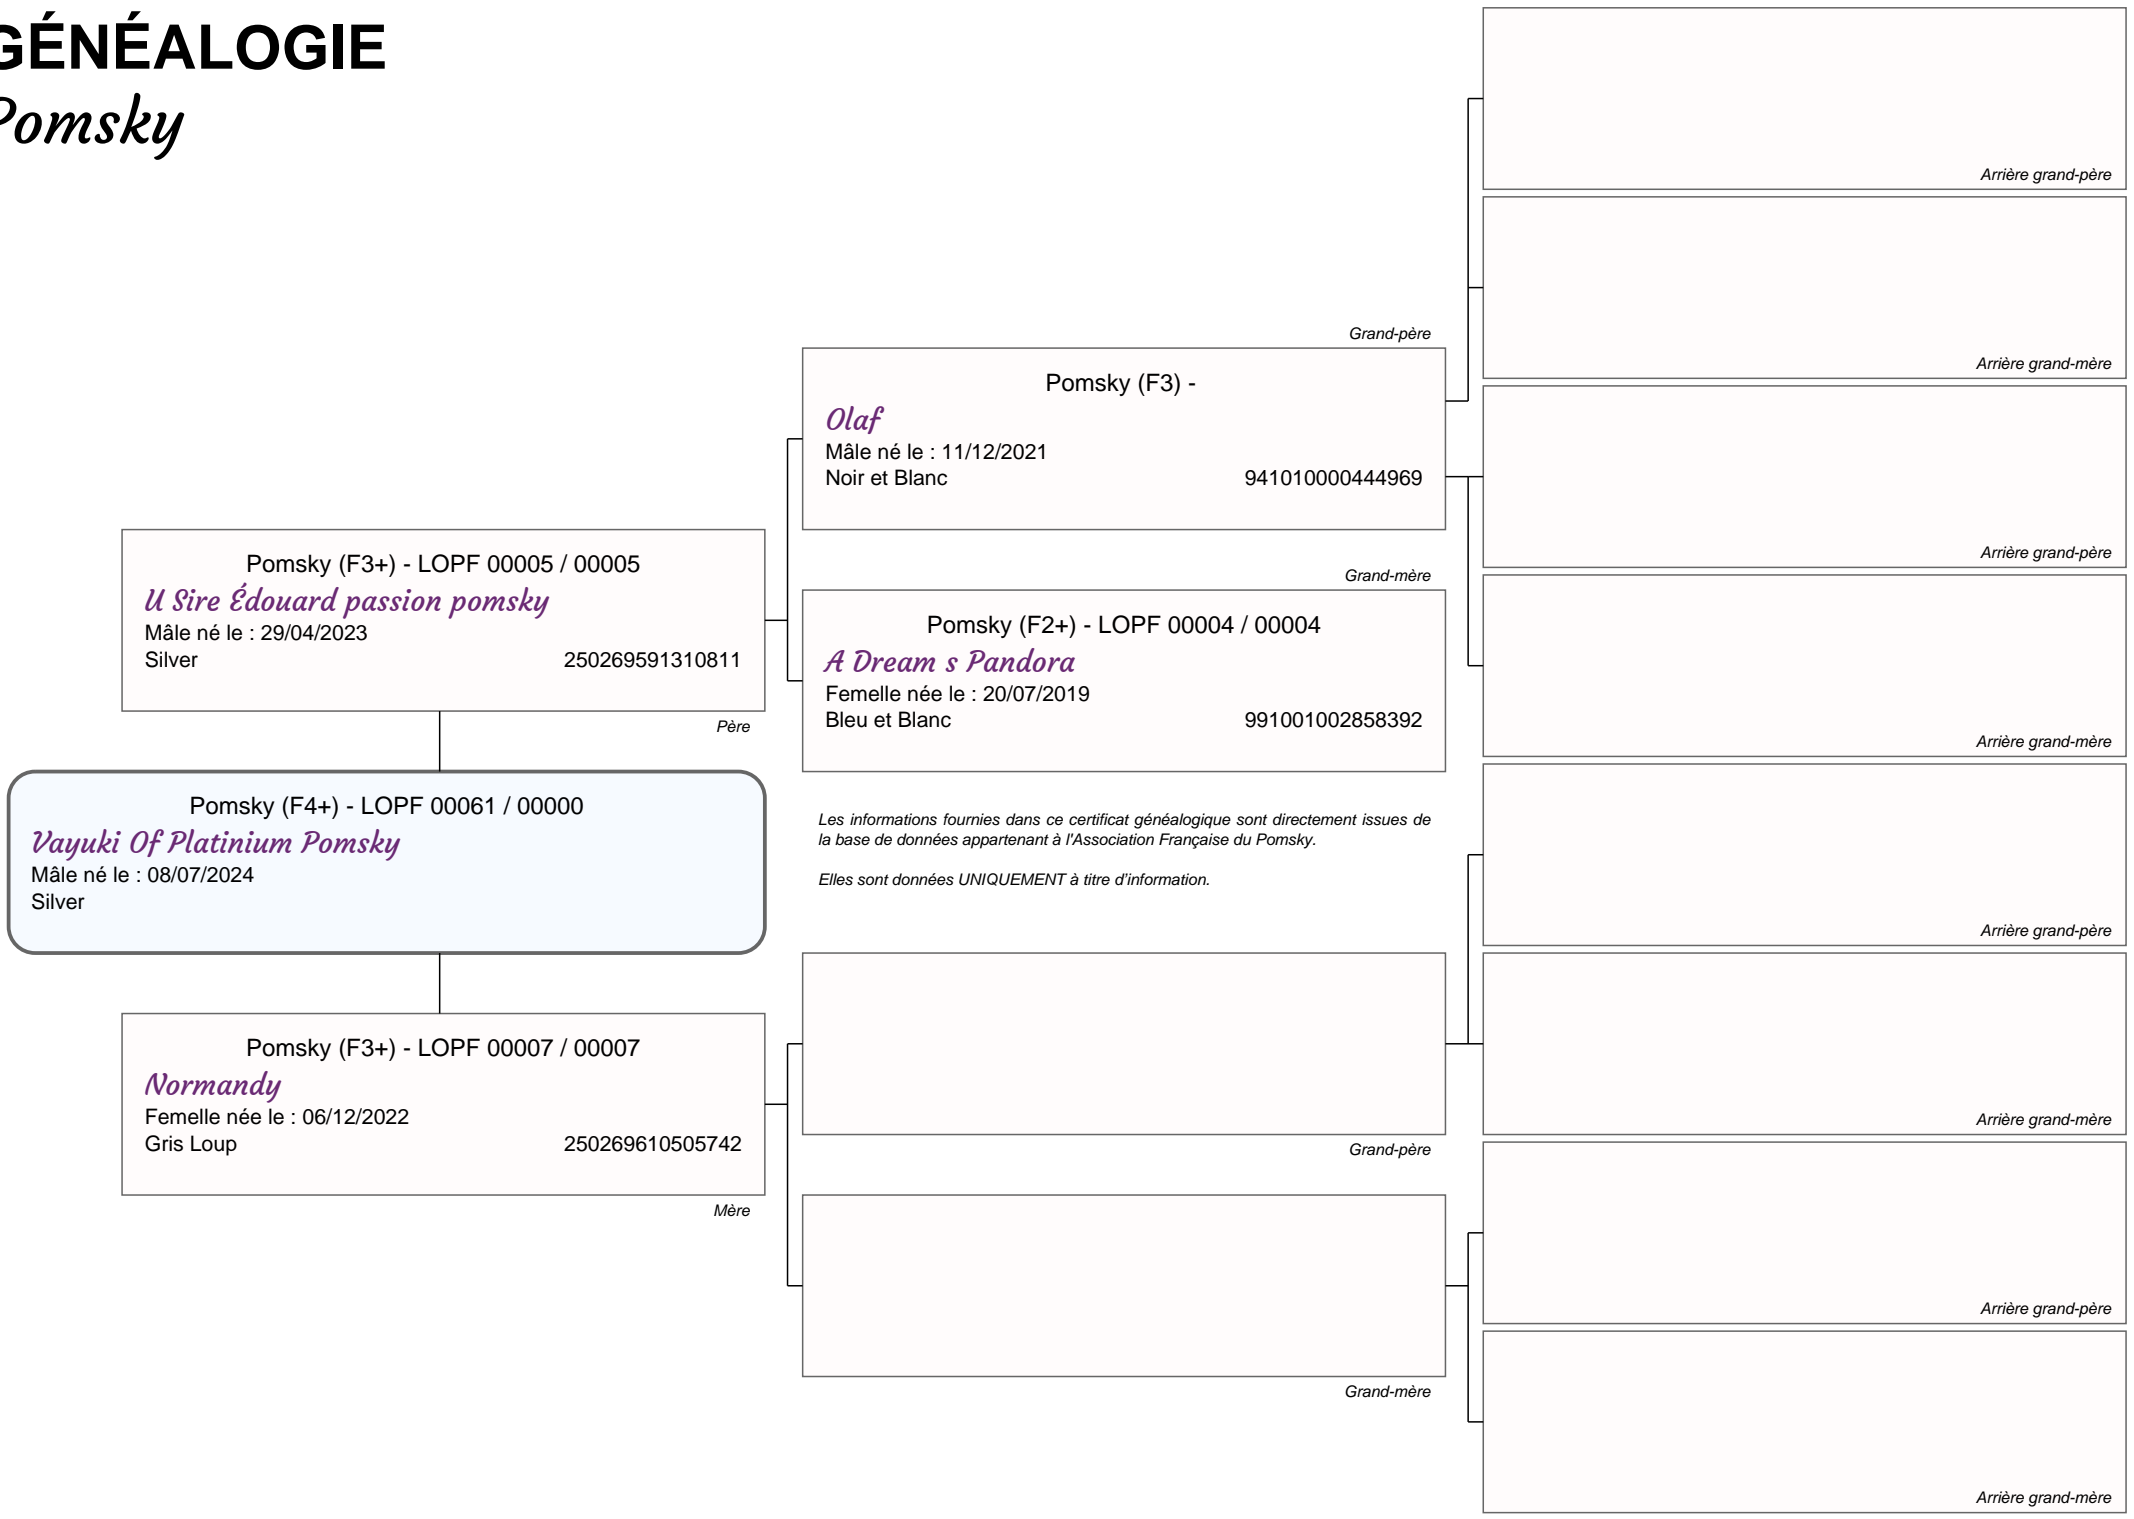 GÉNÉALOGIE
Pomsky
Arrière grand-père
Arrière grand-mère
Grand-père
Pomsky (F3) -
Olaf
Mâle né le : 11/12/2021
Noir et Blanc 941010000444969
Arrière grand-père
Pomsky (F3+) - LOPF 00005 / 00005
U Sire Édouard passion pomsky
Mâle né le : 29/04/2023
Silver 250269591310811
Père
Grand-mère
Pomsky (F2+) - LOPF 00004 / 00004
A Dream s Pandora
Femelle née le : 20/07/2019
Bleu et Blanc 991001002858392
Arrière grand-mère
Pomsky (F4+) - LOPF 00061 / 00000
Vayuki Of Platinium Pomsky
Mâle né le : 08/07/2024
Silver
Les informations fournies dans ce certificat généalogique sont directement issues de
la base de données appartenant à l'Association Française du Pomsky.
Elles sont données UNIQUEMENT à titre d'information.
Arrière grand-père
Pomsky (F3+) - LOPF 00007 / 00007
Normandy
Femelle née le : 06/12/2022
Gris Loup 250269610505742
Mère
Arrière grand-mère
Grand-père
Arrière grand-père
Grand-mère
Arrière grand-mère